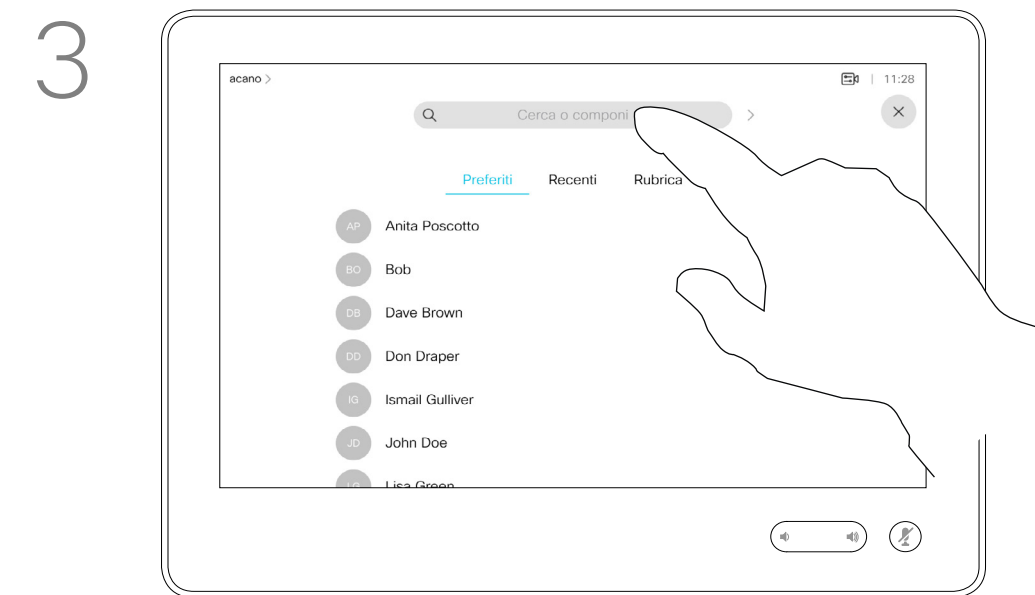 3
acano >
11:28
Cerca o componi
Preferiti Recenti Rubrica
AP Anita Poscotto
BO Bob
DB Dave Brown
DD Don Draper
IG Ismail Gulliver
JD John Doe
LG Lisa Green